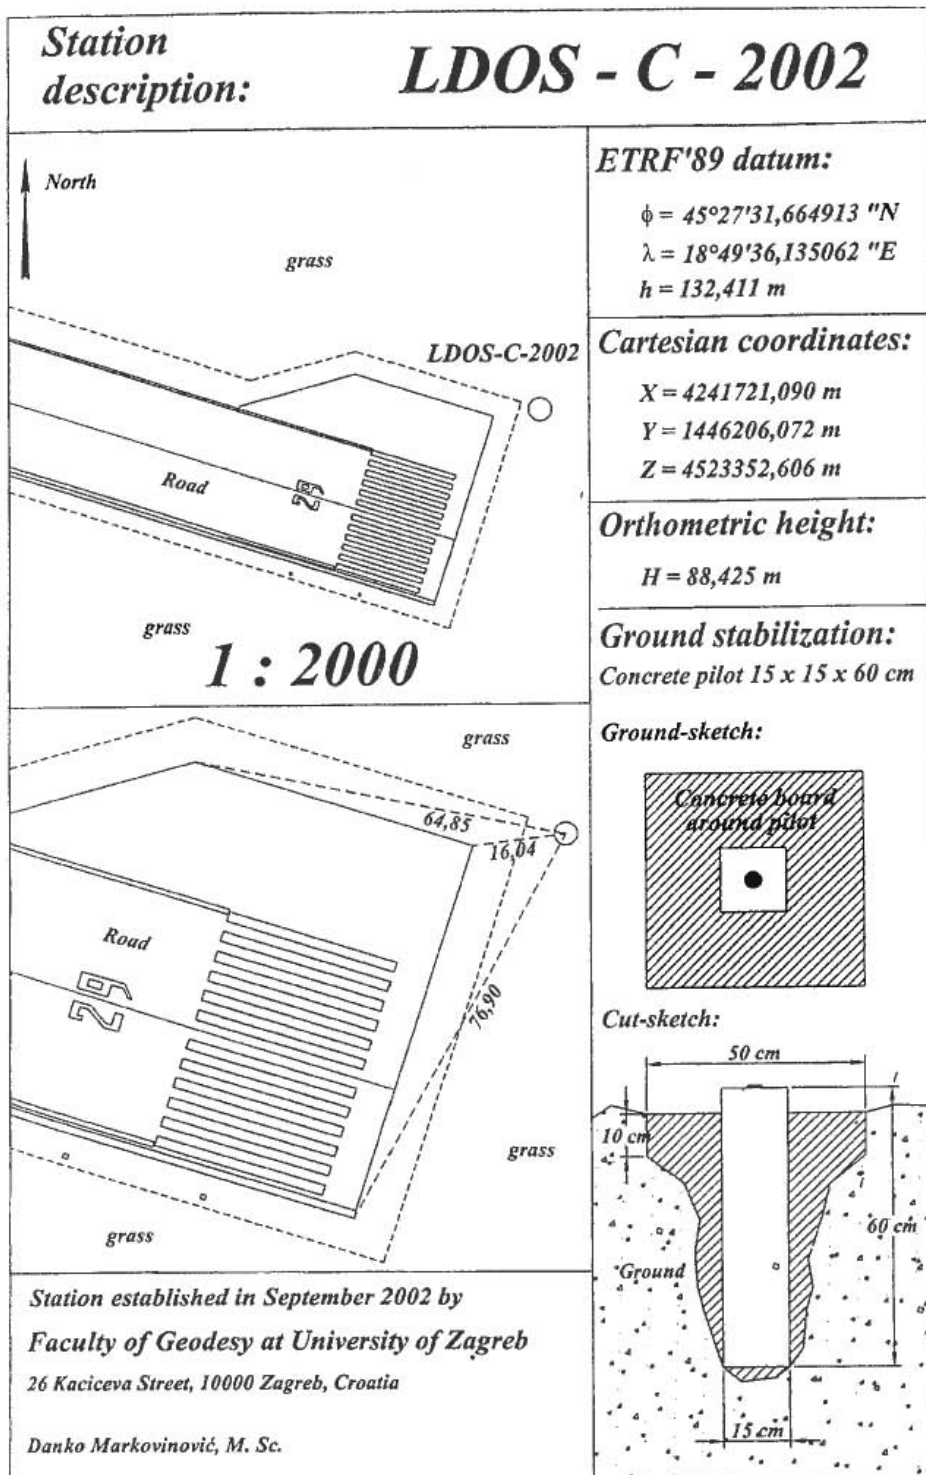 Station
description:
LDOS - C - 2002
North
grass
LDOS-C-2002
Road
29
grass
1 : 2000
grass
64,85
16,04
Road
29
76,90
grass
grass
Station established in September 2002 by
Faculty of Geodesy at University of Zagreb
26 Kaciceva Street, 10000 Zagreb, Croatia
Danko Markovinović, M. Sc.
ETRF'89 datum:
ϕ = 45°27'31,664913 "N
λ = 18°49'36,135062 "E
h = 132,411 m
Cartesian coordinates:
X = 4241721,090 m
Y = 1446206,072 m
Z = 4523352,606 m
Orthometric height:
H = 88,425 m
Ground stabilization:
Concrete pilot 15 x 15 x 60 cm
Ground-sketch:
Concrete board
around pilot
Cut-sketch:
50 cm
10 cm
60 cm
Ground
15 cm